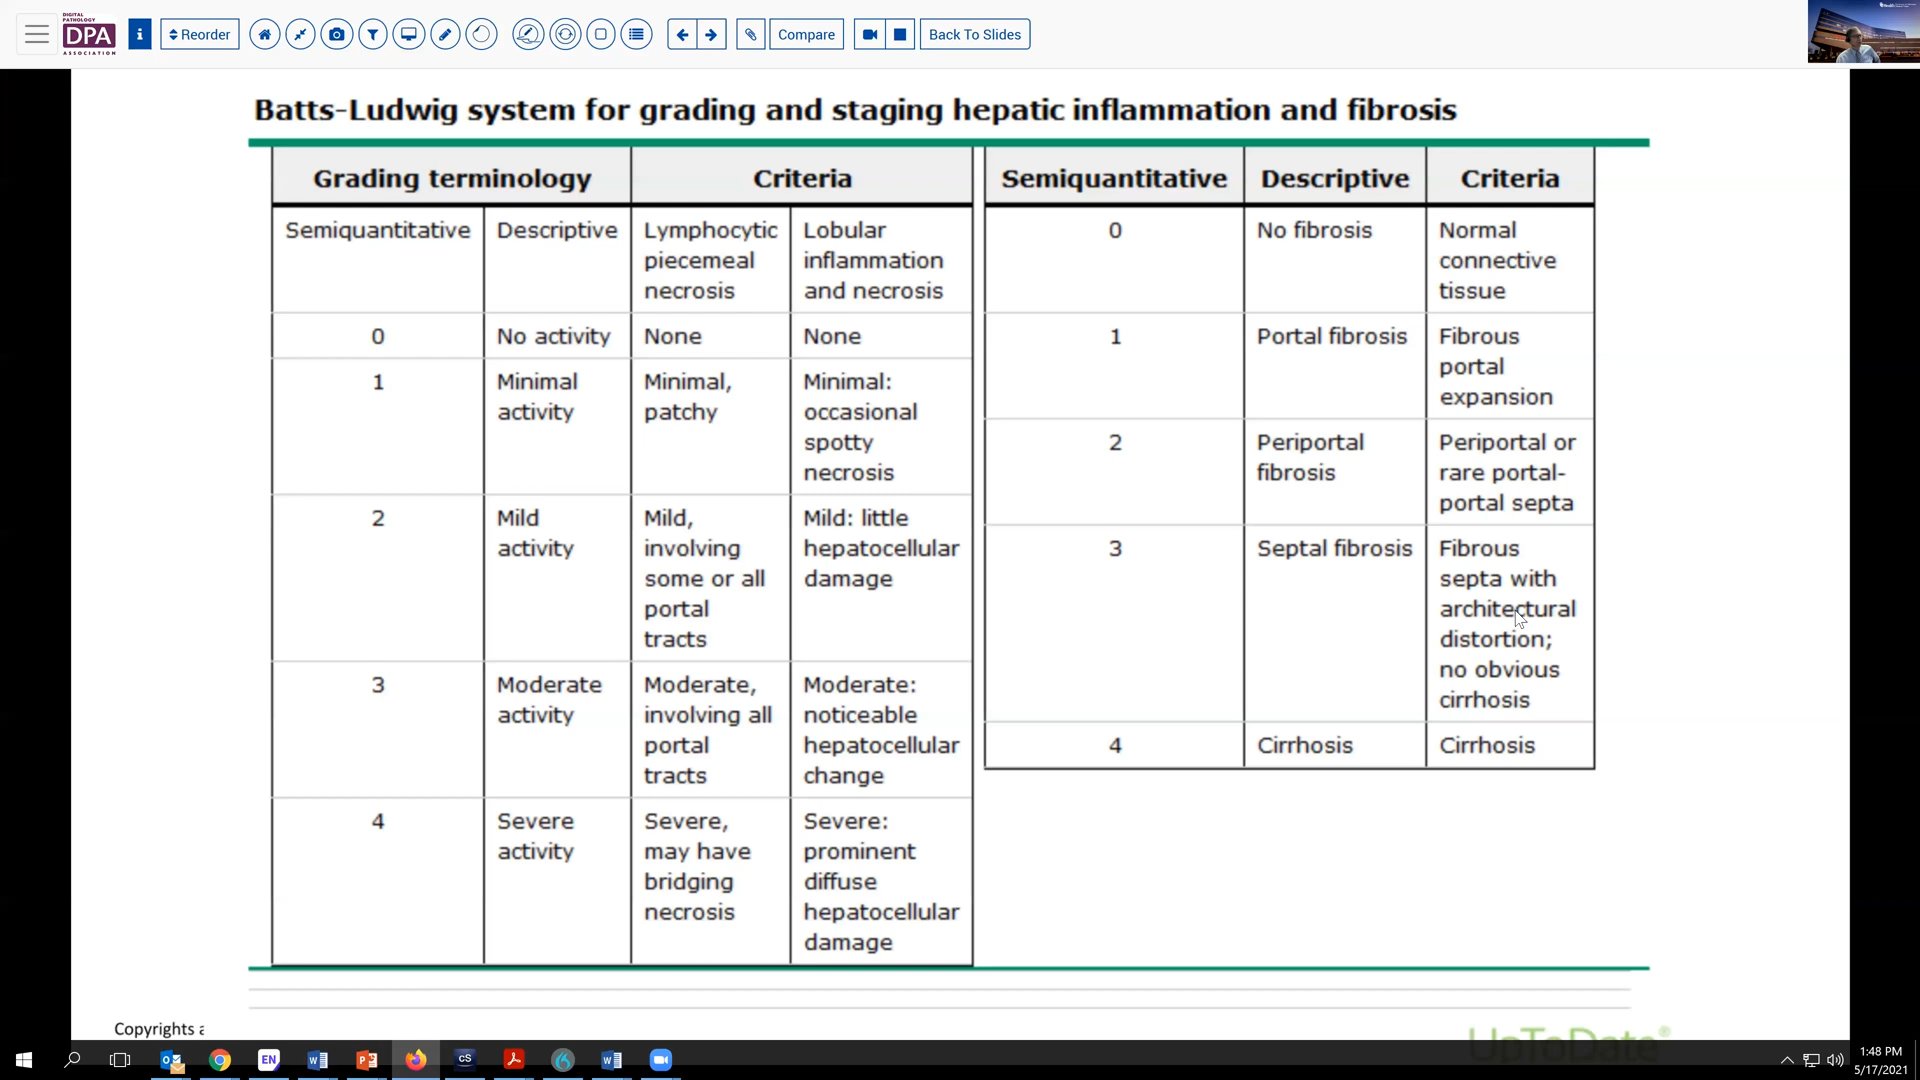 DIGITAL
PATHOLOGY
DPA
ASSOCIATION
i
Reorder
Compare
Back To Slides
Batts-Ludwig system for grading and staging hepatic inflammation and fibrosis
Grading terminology
Criteria
Semiquantitative
Descriptive
Lymphocytic
piecemeal
necrosis
Lobular
inflammation
and necrosis
0
No activity
None
None
1
Minimal
activity
Minimal,
patchy
Minimal:
occasional
spotty
necrosis
2
Mild
activity
Mild,
involving
some or all
portal
tracts
Mild: little
hepatocellular
damage
3
Moderate
activity
Moderate,
involving all
portal
tracts
Moderate:
noticeable
hepatocellular
change
4
Severe
activity
Severe,
may have
bridging
necrosis
Severe:
prominent
diffuse
hepatocellular
damage
Semiquantitative
Descriptive
Criteria
0
No fibrosis
Normal
connective
tissue
1
Portal fibrosis
Fibrous
portal
expansion
2
Periportal
fibrosis
Periportal or
rare portal-
portal septa
3
Septal fibrosis
Fibrous
septa with
architectural
distortion;
no obvious
cirrhosis
4
Cirrhosis
Cirrhosis
Copyrights a
UpToDate®
EN
CS
1:48 PM
5/17/2021